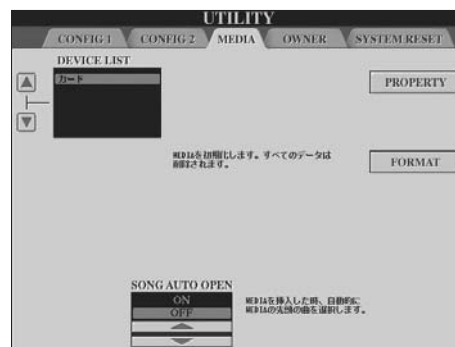 UTILITY
CONFIG 1 CONFIG 2 MEDIA OWNER SYSTEM RESET
DEVICE LIST
カード
PROPERTY
MEDIAを初期化します。すべてのデータは
削除されます。
FORMAT
SONG AUTO OPEN
ON
OFF
MEDIAを挿入した時、自動的に
MEDIAの先頭の曲を選択します。